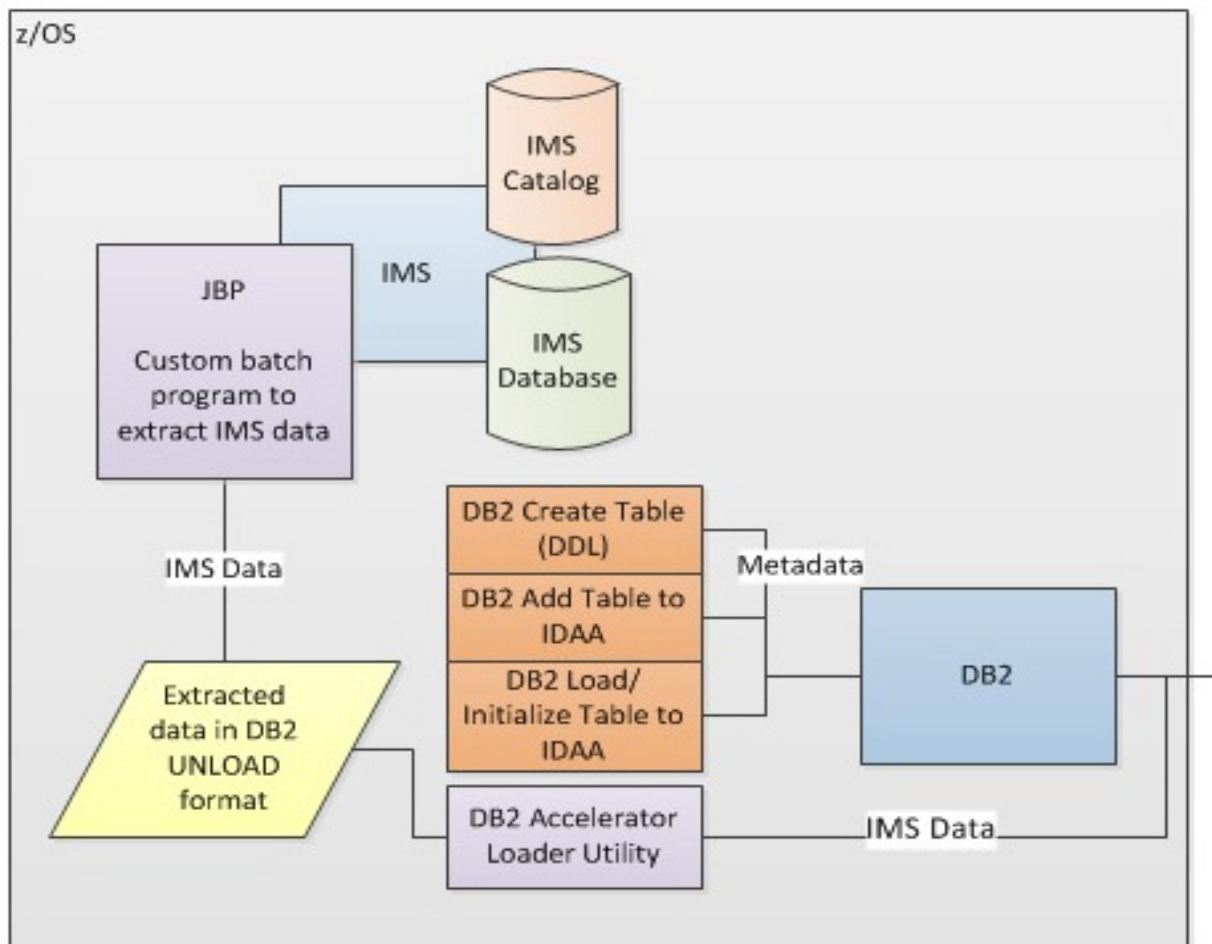 z/OS
IMS
Catalog
IMS
JBP
Custom batch
program to
extract IMS data
IMS
Database
IMS Data
DB2 Create Table
(DDL)
Metadata
DB2 Add Table to
IDAA
DB2 Load/
Initialize Table to
IDAA
DB2
Extracted
data in DB2
UNLOAD
format
DB2 Accelerator
Loader Utility
IMS Data